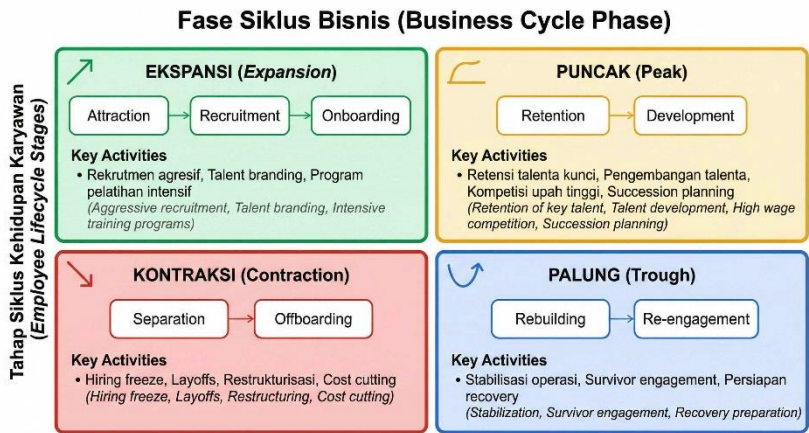 Fase Siklus Bisnis (Business Cycle Phase)
Tahap Siklus Kehidupan Karyawan
(Employee Lifecycle Stages)
EKSPANSI (Expansion)
Attraction
Recruitment
Onboarding
Key Activities
• Rekrutmen agresif, Talent branding, Program
pelatihan intensif
(Aggressive recruitment, Talent branding, Intensive
training programs)
PUNCAK (Peak)
Retention
Development
Key Activities
• Retensi talenta kunci, Pengembangan talenta,
Kompetisi upah tinggi, Succession planning
(Retention of key talent, Talent development, High wage
competition, Succession planning)
KONTRAKSI (Contraction)
Separation
Offboarding
Key Activities
• Hiring freeze, Layoffs, Restrukturisasi, Cost cutting
(Hiring freeze, Layoffs, Restructuring, Cost cutting)
PALUNG (Trough)
Rebuilding
Re-engagement
Key Activities
• Stabilisasi operasi, Survivor engagement, Persiapan
recovery
(Stabilization, Survivor engagement, Recovery preparation)